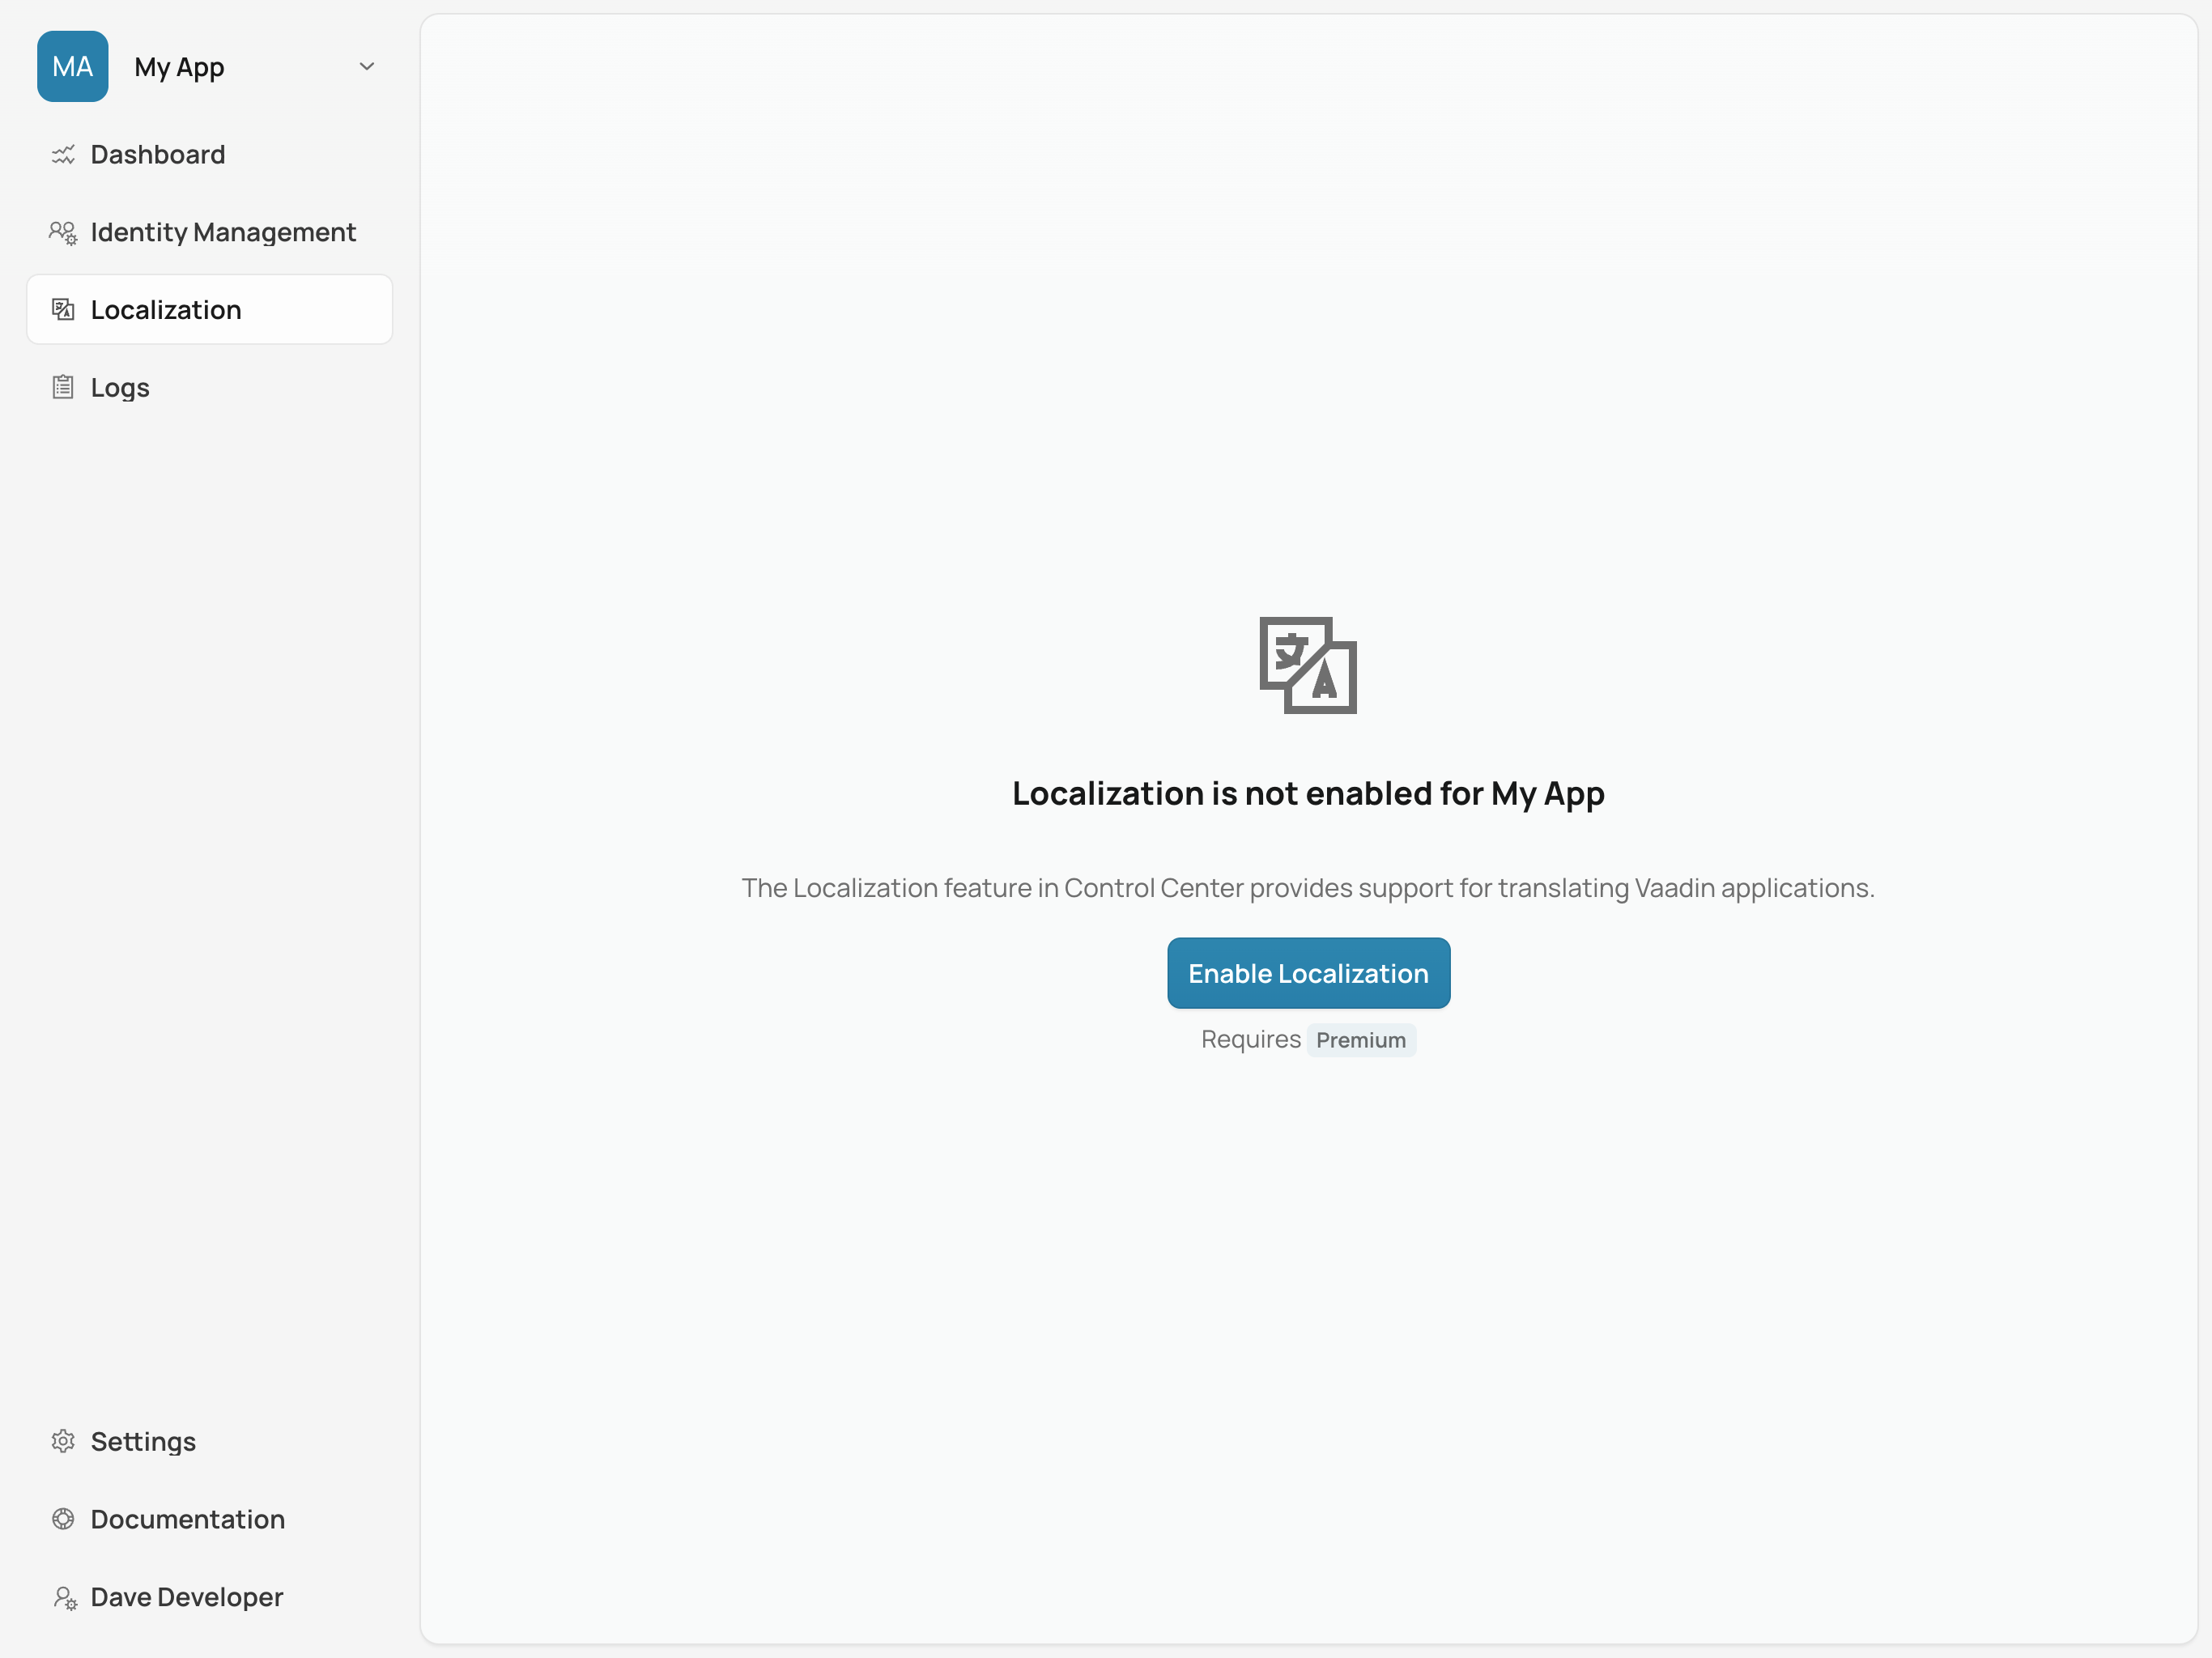 MA
My App
Dashboard
Identity Management
Localization
Logs
Settings
Documentation
Dave Developer
文
A
Localization is not enabled for My App
The Localization feature in Control Center provides support for translating Vaadin applications.
Enable Localization
Requires Premium